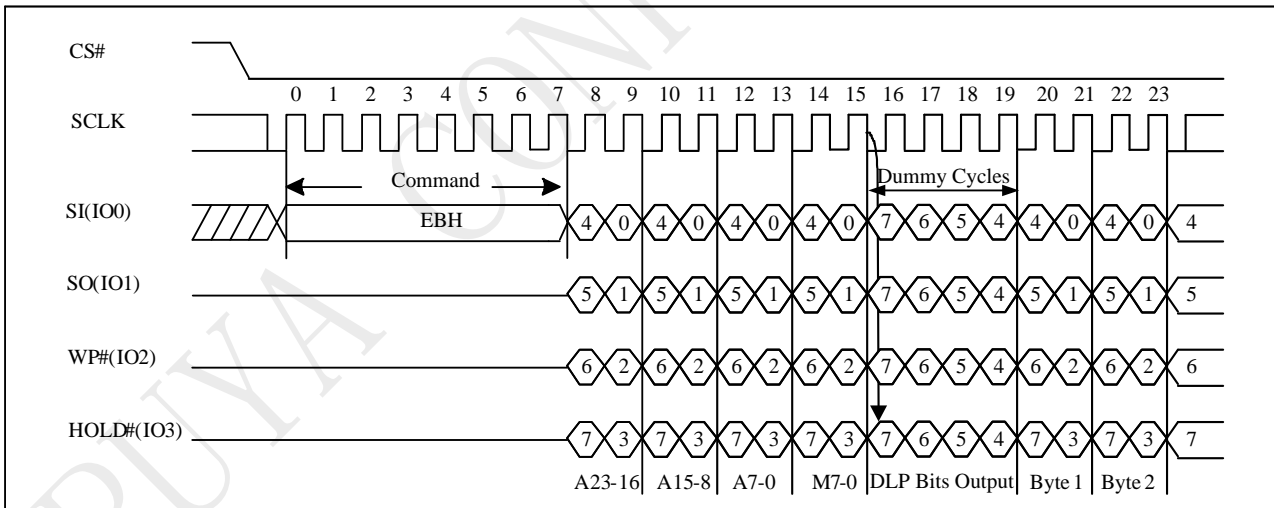 CS#
0 1 2 3 4 5 6 7 8 9 10 11 12 13 14 15 16 17 18 19 20 21 22 23
SCLK
Command Dummy Cycles
SI(IO0) EBH 4 0 4 0 4 0 4 0 7 6 5 4 4 0 4 0 4
SO(IO1) 5 1 5 1 5 1 5 1 7 6 5 4 5 1 5 1 5
WP#(IO2) 6 2 6 2 6 2 6 2 7 6 5 4 6 2 6 2 6
HOLD#(IO3) 7 3 7 3 7 3 7 3 7 6 5 4 7 3 7 3 7
A23-16 A15-8 A7-0 M7-0 DLP Bits Output Byte 1 Byte 2
PUYA CONF